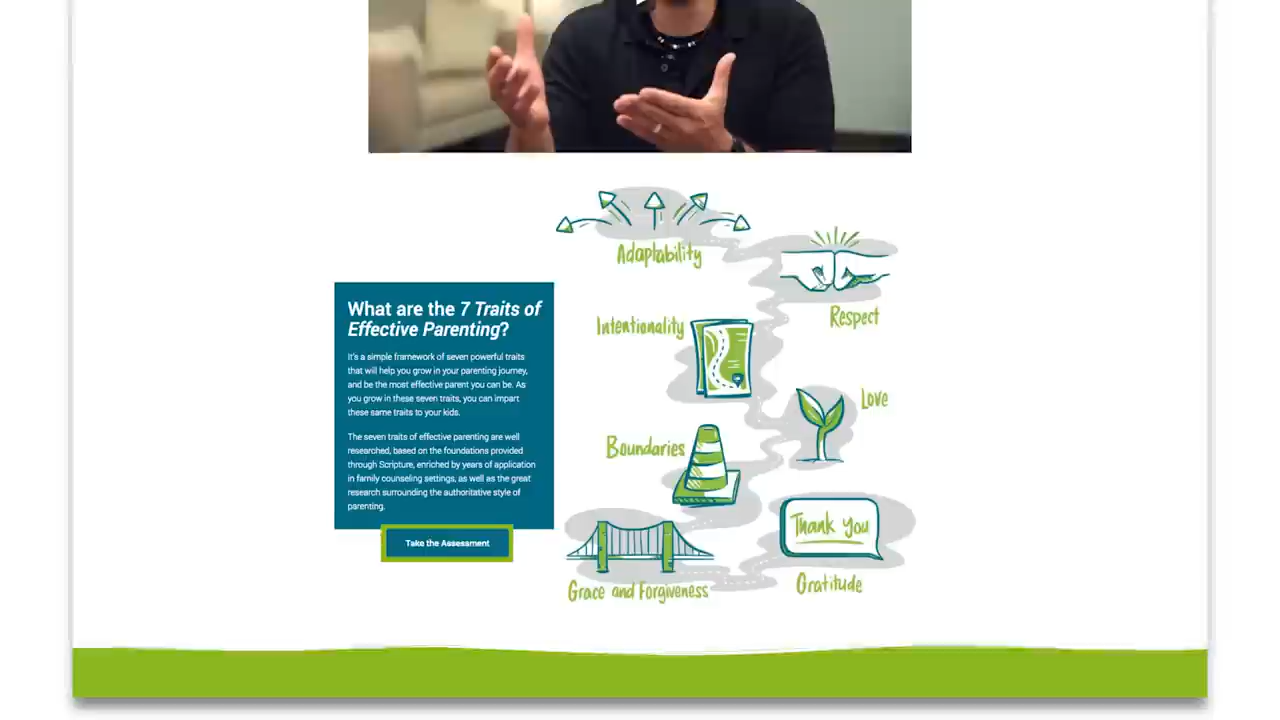 What are the 7 Traits of
Effective Parenting?
It's a simple framework of seven powerful traits
that will help you grow in your parenting journey,
and be the most effective parent you can be. As
you grow in these seven traits, you can impart
these same traits to your kids.
The seven traits of effective parenting are well
researched, based on the foundations provided
through Scripture, enriched by years of application
in family counseling settings, as well as the great
research surrounding the authoritative style of
parenting.
Take the Assessment
Adaptability
Respect
Intentionality
Love
Boundaries
Thank You
Grace and Forgiveness
Gratitude